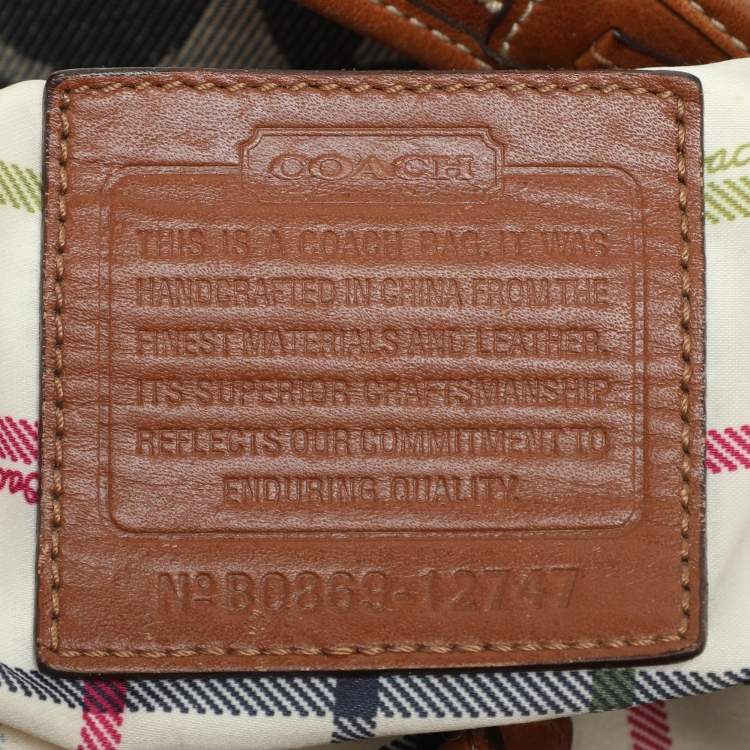 COACH
THIS IS A COACH BAG. IT WAS
HANDCRAFTED IN CHINA FROM THE
FINEST MATERIALS AND LEATHER.
ITS SUPERIOR CRAFTSMANSHIP
REFLECTS OUR COMMITMENT TO
ENDURING QUALITY.
Nº B0869-12747